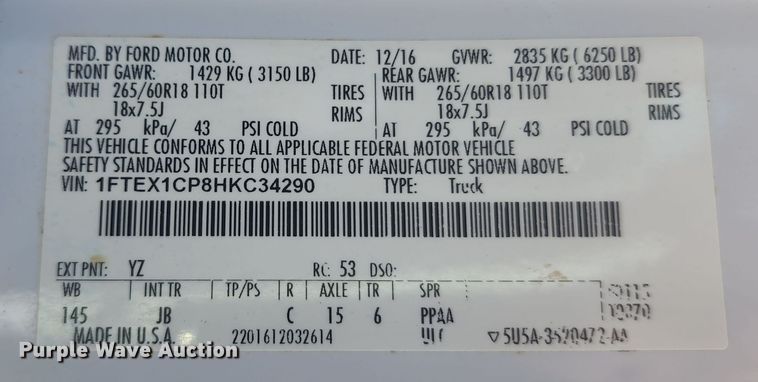 MFD. BY FORD MOTOR CO. DATE: 12/16 GVWR: 2835 KG ( 6250 LB)
FRONT GAWR: 1429 KG ( 3150 LB) REAR GAWR: 1497 KG ( 3300 LB)
WITH 265/60R18 110T TIRES WITH 265/60R18 110T TIRES
18x7.5J RIMS 18x7.5J RIMS
AT 295 kPa/ 43 PSI COLD AT 295 kPa/ 43 PSI COLD
THIS VEHICLE CONFORMS TO ALL APPLICABLE FEDERAL MOTOR VEHICLE
SAFETY STANDARDS IN EFFECT ON THE DATE OF MANUFACTURE SHOWN ABOVE.
VIN: 1FTEX1CP8HKC34290 TYPE: Truck
EXT PNT: YZ RC: 53 DSO:
WB INT TR TP/PS R AXLE TR SPR
145 JB C 15 6 PPAA
MADE IN U.S.A. 2201612032614
Purple Wave Auction